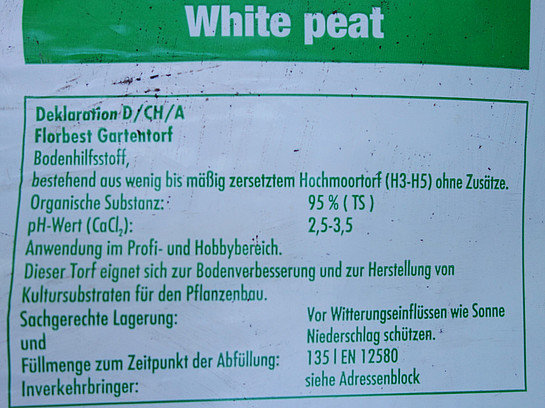 White peat
Deklaration D/CH/A
Florbest Gartentorf
Bodenhilfsstoff,
bestehend aus wenig bis mäßig zersetztem Hochmoortorf (H3-H5) ohne Zusätze.
Organische Substanz: 95 % ( TS )
pH-Wert (CaCl₂): 2,5-3,5
Anwendung im Profi- und Hobbybereich.
Dieser Torf eignet sich zur Bodenverbesserung und zur Herstellung von
Kultursubstraten für den Pflanzenbau.
Sachgerechte Lagerung: Vor Witterungseinflüssen wie Sonne
und Niederschlag schützen.
Füllmenge zum Zeitpunkt der Abfüllung: 135 l EN 12580
Inverkehrbringer: siehe Adressenblock